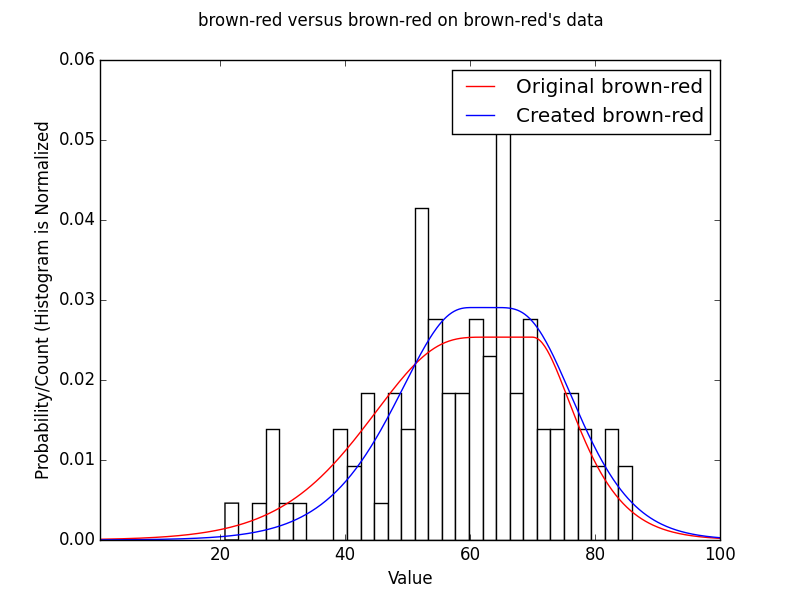 brown-red versus brown-red on brown-red's data
Original brown-red
Created brown-red
0.06
0.05
0.04
0.03
0.02
0.01
0.00
Probability/Count (Histogram is Normalized
20
40
60
80
100
Value